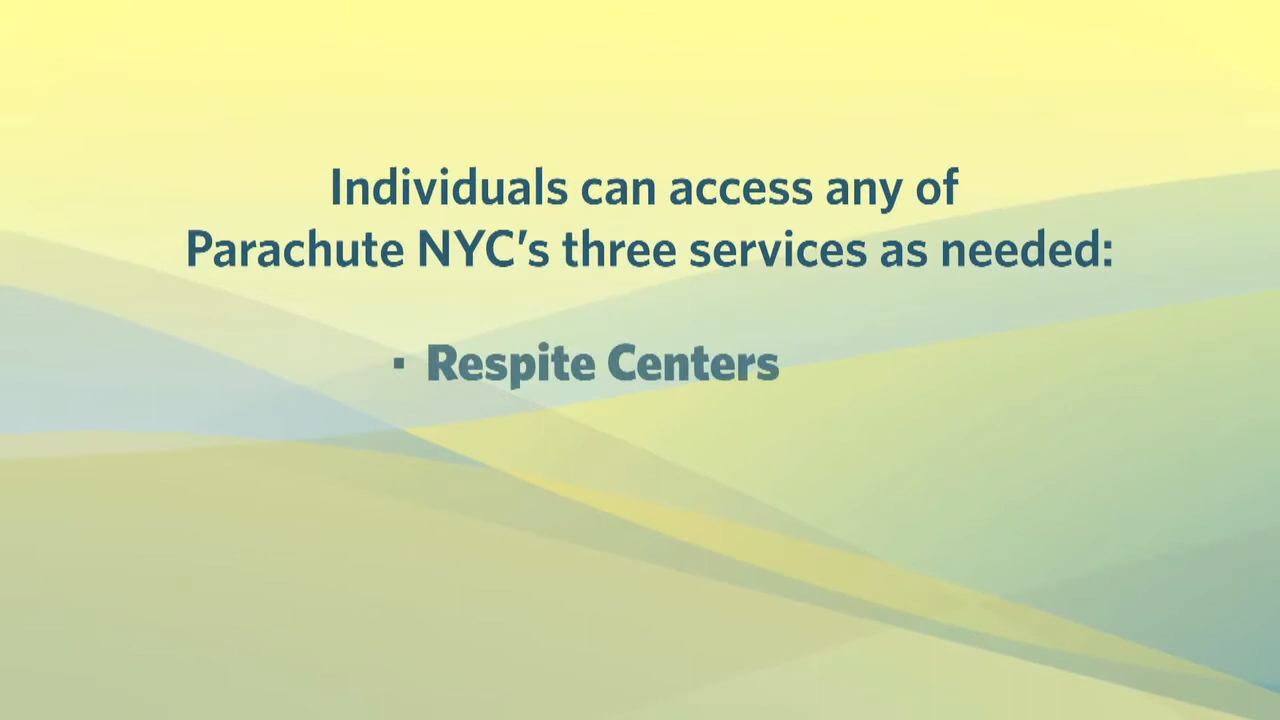 Individuals can access any of
Parachute NYC's three services as needed:
▪ Respite Centers